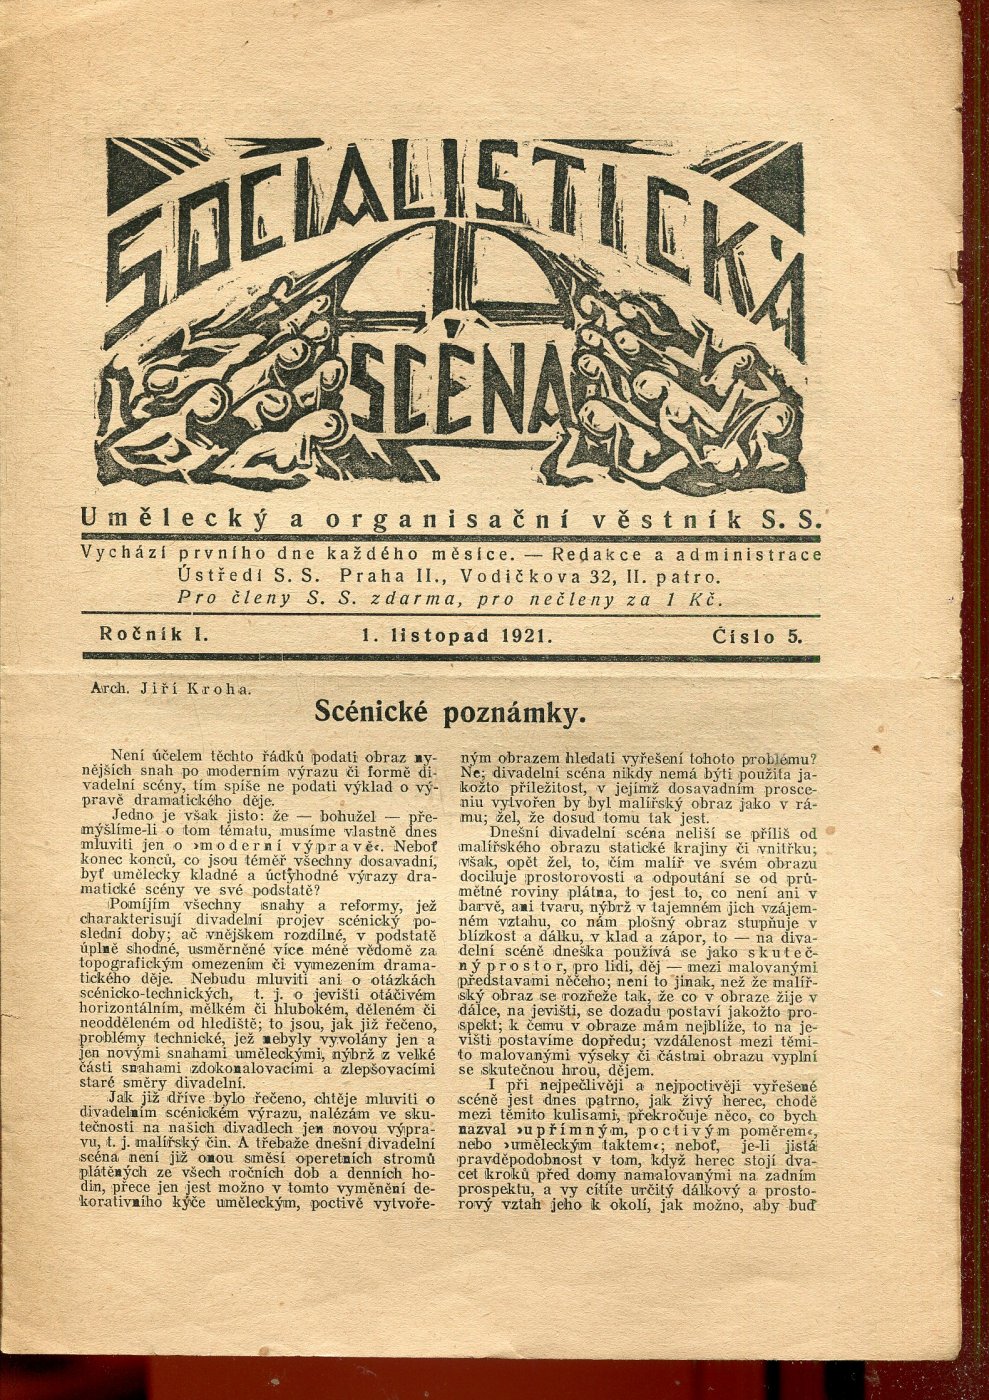 SOCIALISTICKÁ
SCÉNA
Umělecký a organisační věstník S. S.
Vychází prvního dne každého měsíce. — Redakce a administrace
Ústředí S. S. Praha II., Vodičkova 32, II. patro.
Pro členy S. S. zdarma, pro nečleny za 1 Kč.
Ročník I. 1. listopad 1921. Číslo 5.
Arch. Jiří Kroha.
Scénické poznámky.
Není účelem těchto řádků podati obraz ny-
nějších snah po moderním výrazu či formě di-
vadelní scény, tím spíše ne podati výklad o vý-
pravě dramatického děje.
Jedno je však jisto: že — bohužel — pře-
mýšlíme-li o tom tématu, musíme vlastně dnes
mluviti jen o »moderní výpravě«. Neboť
konec konců, co jsou téměř všechny dosavadní,
byť umělecky kladné a úctyhodné výrazy dra-
matické scény ve své podstatě?
Pomíjím všechny snahy a reformy, jež
charakterisují divadelní projev scénický po-
slední doby; ač vnějškem rozdílné, v podstatě
úplně shodné, usměrněné více méně vědomě za
topografickým omezením či vymezením drama-
tického děje. Nebudu mluviti ani o otázkách
scénicko-technických, t. j. o jevišti otáčivém
horizontálním, mělkém či hlubokém, děleném či
neodděleném od hlediště; to jsou, jak již řečeno,
problémy technické, jež nebyly vyvolány jen a
jen novými snahami uměleckými, nýbrž z velké
části snahami zdokonalovacími a zlepšovacími
staré směry divadelní.
Jak již dříve bylo řečeno, chtěje mluviti o
divadelním scénickém výrazu, nalézám ve sku-
tečnosti na našich divadlech jen novou výpra-
vu, t. j. malířský čin. A třebaže dnešní divadelní
scéna není již onou směsí operetních stromů
plátěných ze všech ročních dob a denních ho-
din, přece jen jest možno v tomto vyměnění de-
korativního kýče uměleckým, poctivě vytvoře-
ným obrazem hledati vyřešení tohoto problému?
Ne; divadelní scéna nikdy nemá býti použita ja-
kožto příležitost, v jejímž dosavadním prosce-
niu vytvořen by byl malířský obraz jako v rá-
mu; žel, že dosud tomu tak jest.
Dnešní divadelní scéna neliší se příliš od
malířského obrazu statické krajiny či vnitřku;
však, opět žel, to, čím malíř ve svém obrazu
dociluje prostorovosti a odpoutání se od prů-
mětné roviny plátna, to jest to, co není ani v
barvě, ani tvaru, nýbrž v tajemném jich vzájem-
ném vztahu, co nám plošný obraz stupňuje v
blízkost a dálku, v klad a zápor, to — na diva-
delní scéně dneška používá se jako skuteč-
ný prostor, pro lidi, děj — mezi malovanými
představami něčeho; není to jinak, než že malíř-
ský obraz se rozřeže tak, že co v obraze žije v
dálce, na jevišti, se dozadu postaví jakožto pro-
spekt; k čemu v obraze mám nejblíže, to na je-
višti postavíme dopředu; vzdálenost mezi těmi-
to malovanými výseky či částmi obrazu vyplní
se skutečnou hrou, dějem.
I při nejpečlivěji a nejpoctivěji vyřešené
scéně jest dnes patrno, jak živý herec, chodě
mezi těmito kulisami, překročuje něco, co bych
nazval »upřímným, poctivým poměrem«,
nebo »uměleckým taktem«; neboť, je-li jistá
pravděpodobnost v tom, když herec stojí dva-
cet kroků před domy namalovanými na zadním
prospektu, a vy cítíte určitý dálkový a prosto-
rový vztah jeho k okolí, jak možno, aby buď